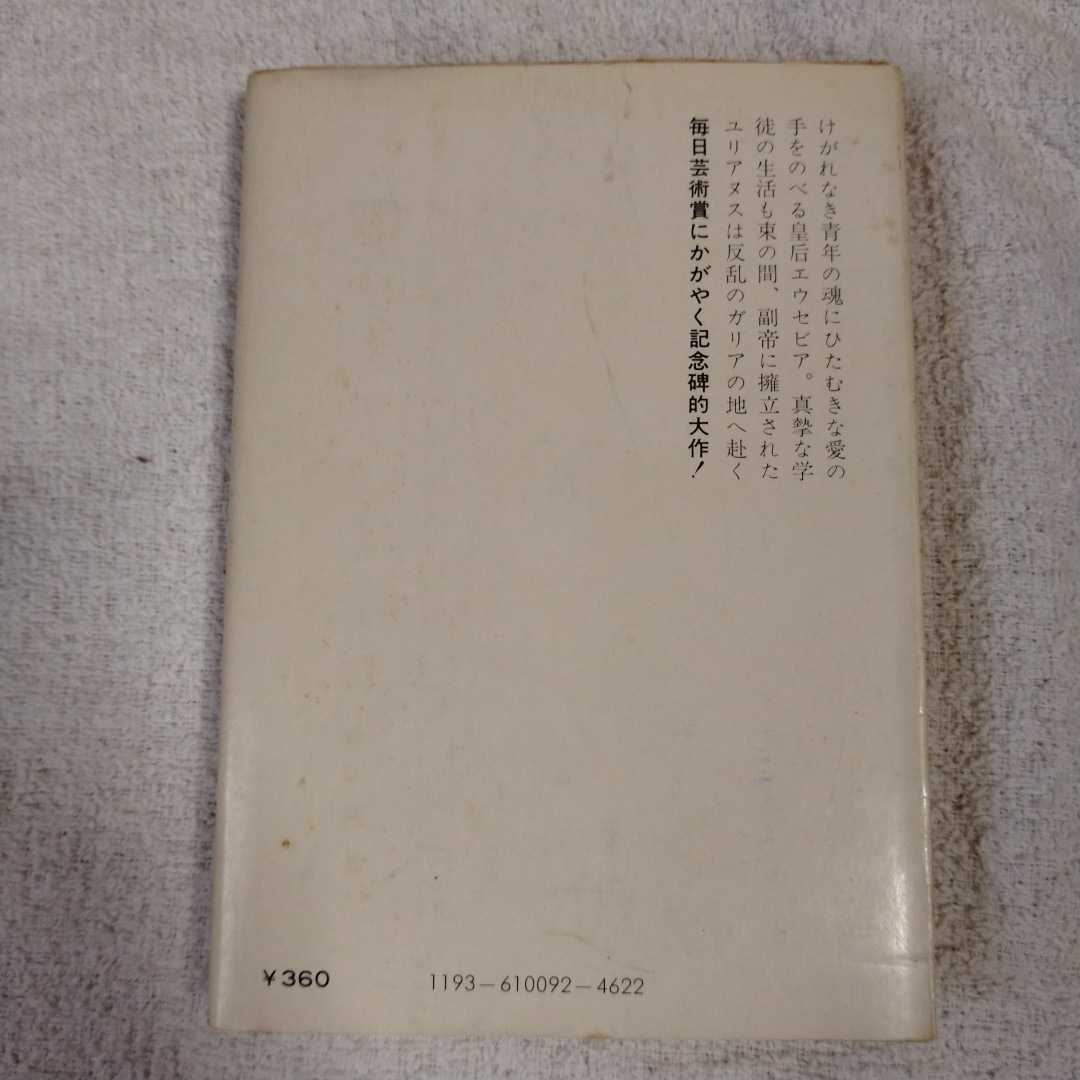 けがれなき青年の魂にひたむきな愛の
手をのべる皇后エウセビア。真摯な学
徒の生活も束の間、副帝に擁立された
ユリアヌスは反乱のガリアの地へ赴く
毎日芸術賞にかがやく記念碑的大作!
¥360
1193-610092-4622